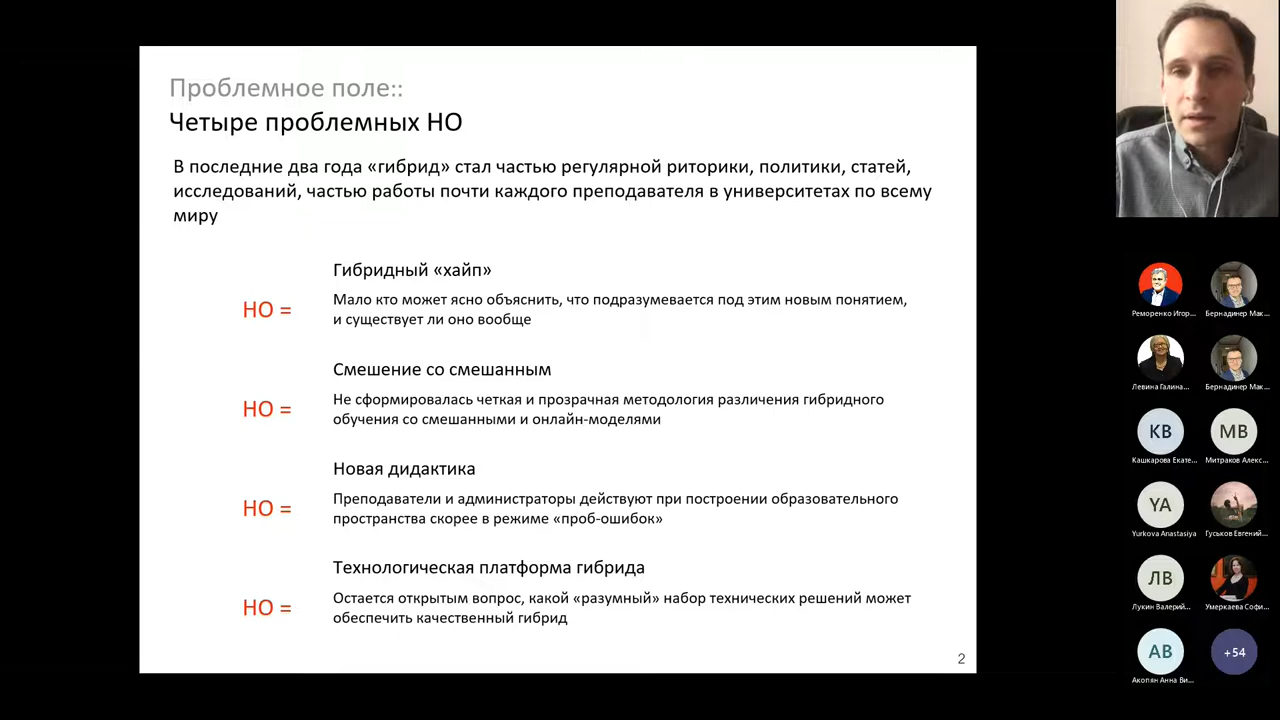 Проблемное поле::
Четыре проблемных НО
В последние два года «гибрид» стал частью регулярной риторики, политики, статей,
исследований, частью работы почти каждого преподавателя в университетах по всему
миру
Гибридный «хайп»
НО =
Мало кто может ясно объяснить, что подразумевается под этим новым понятием,
и существует ли оно вообще
Смешение со смешанным
НО =
Не сформировалась четкая и прозрачная методология различения гибридного
обучения со смешанными и онлайн-моделями
Новая дидактика
НО =
Преподаватели и администраторы действуют при построении образовательного
пространства скорее в режиме «проб-ошибок»
Технологическая платформа гибрида
НО =
Остается открытым вопрос, какой «разумный» набор технических решений может
обеспечить качественный гибрид
2
Реморенко Игор...
Бернадинер Мак...
Левина Галина...
Бернадинер Мак...
КВ
Кашкарова Екате...
МВ
Митраков Алекс...
YA
Yurkova Anastasiya
Гуськов Евгений...
ЛВ
Лукин Валерий...
Умеркаева Софи...
АВ
Акопян Анна Ви...
+54